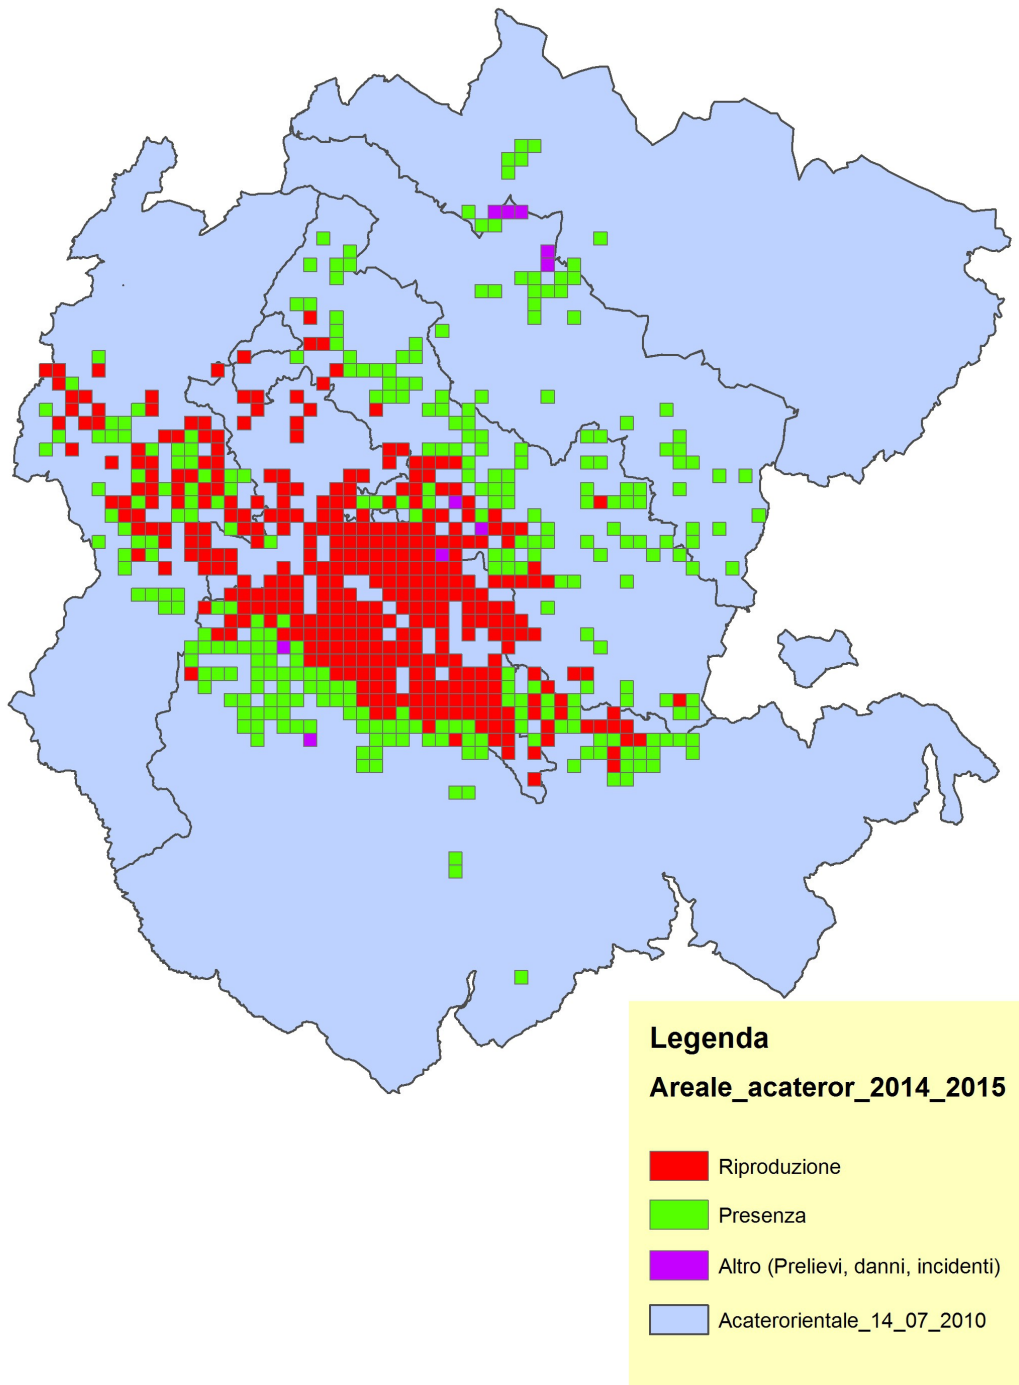 Legenda
Areale_acateror_2014_2015
Riproduzione
Presenza
Altro (Prelievi, danni, incidenti)
Acaterorientale_14_07_2010